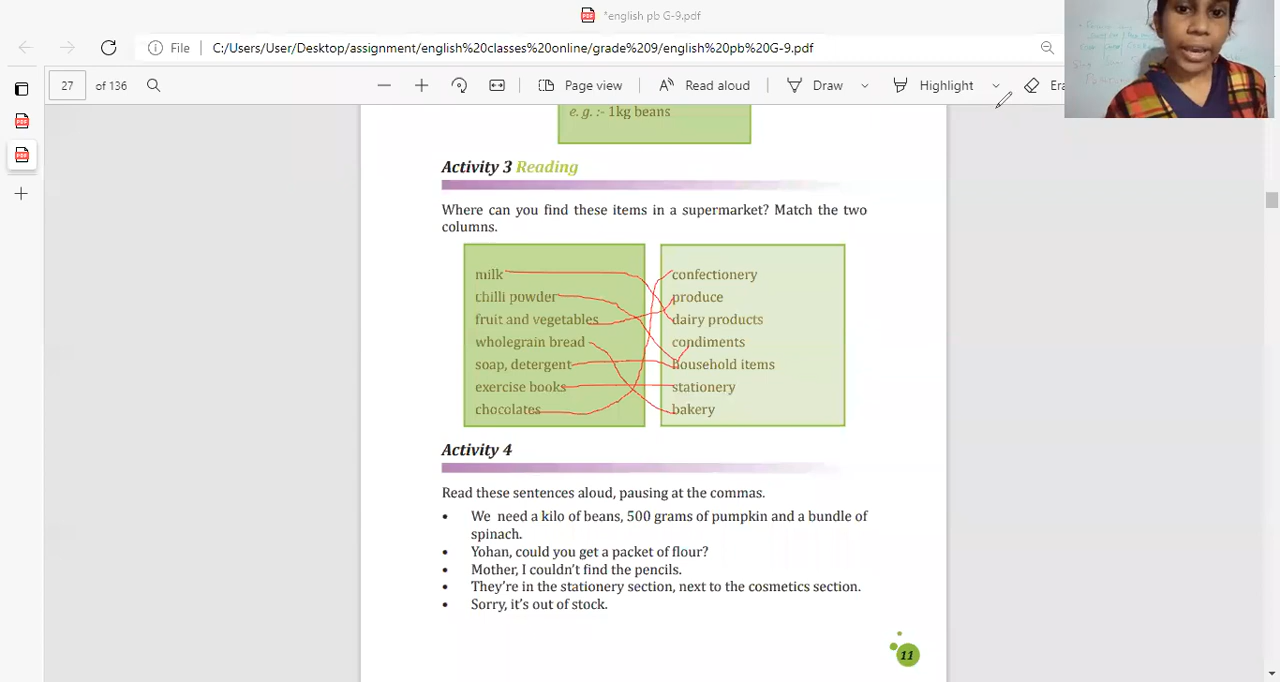 *english pb G-9.pdf
File
C:/Users/User/Desktop/assignment/english%20classes%20online/grade%209/english%20pb%20G-9.pdf
27 of 136
Page view
Read aloud
Draw
Highlight
Era
e. g. :- 1kg beans
Activity 3 Reading
Where can you find these items in a supermarket? Match the two
columns.
milk
chilli powder
fruit and vegetables
wholegrain bread
soap, detergent
exercise books
chocolates
confectionery
produce
dairy products
condiments
household items
stationery
bakery
Activity 4
Read these sentences aloud, pausing at the commas.
• We need a kilo of beans, 500 grams of pumpkin and a bundle of
spinach.
• Yohan, could you get a packet of flour?
• Mother, I couldn't find the pencils.
• They're in the stationery section, next to the cosmetics section.
• Sorry, it's out of stock.
11